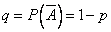 q = P(A̅) = 1 − p